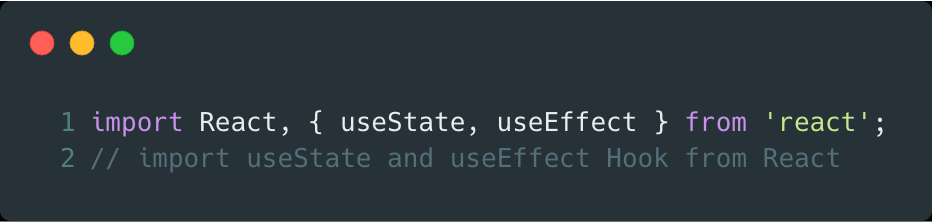 1 import React, { useState, useEffect } from 'react';
2 // import useState and useEffect Hook from React